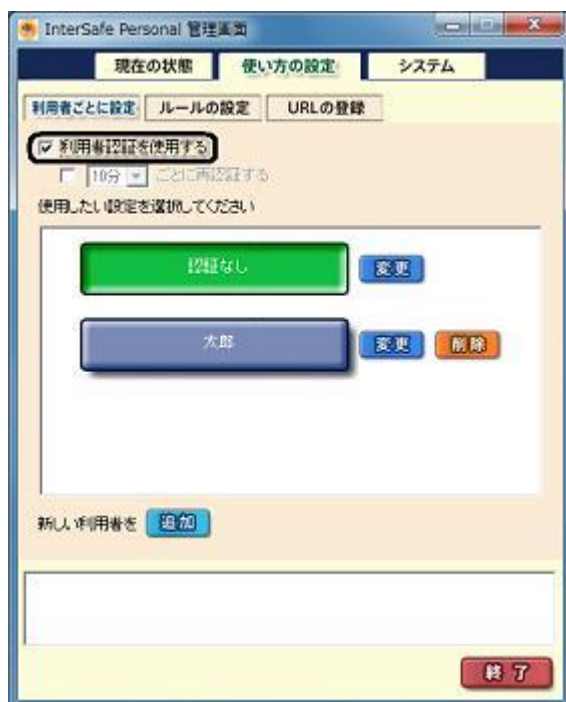 InterSafe Personal 管理画面
現在の状態 使い方の設定 システム
利用者ごとに設定 ルールの設定 URLの登録
利用者認証を使用する
10分 ごとに再認証する
使用したい設定を選択してください
認証なし 変更
太郎 変更 削除
新しい利用者を 追加
終了